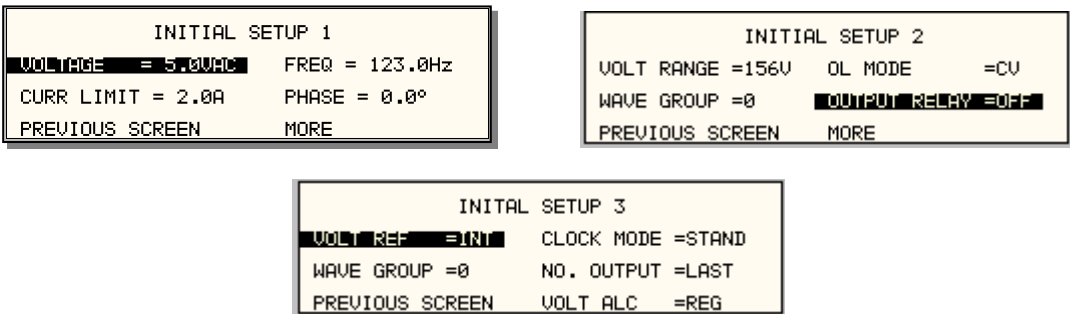 INITIAL SETUP 1
VOLTAGE = 5.0VAC FREQ = 123.0Hz
CURR LIMIT = 2.0A PHASE = 0.0°
PREVIOUS SCREEN MORE
INITIAL SETUP 2
VOLT RANGE =156V OL MODE =CV
WAVE GROUP =0 OUTPUT RELAY =OFF
PREVIOUS SCREEN MORE
INITAL SETUP 3
VOLT REF =INT CLOCK MODE =STAND
WAVE GROUP =0 NO. OUTPUT =LAST
PREVIOUS SCREEN VOLT ALC =REG